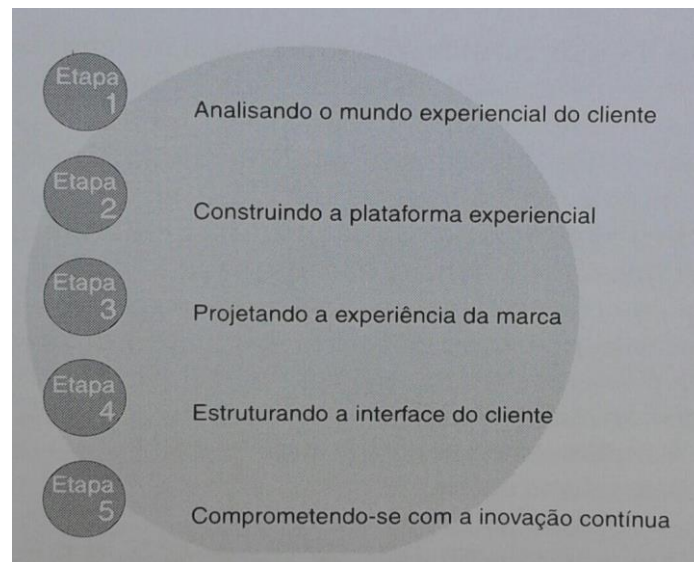 Etapa
1
Analisando o mundo experiencial do cliente
Etapa
2
Construindo a plataforma experiencial
Etapa
3
Projetando a experiência da marca
Etapa
4
Estruturando a interface do cliente
Etapa
5
Comprometendo-se com a inovação contínua